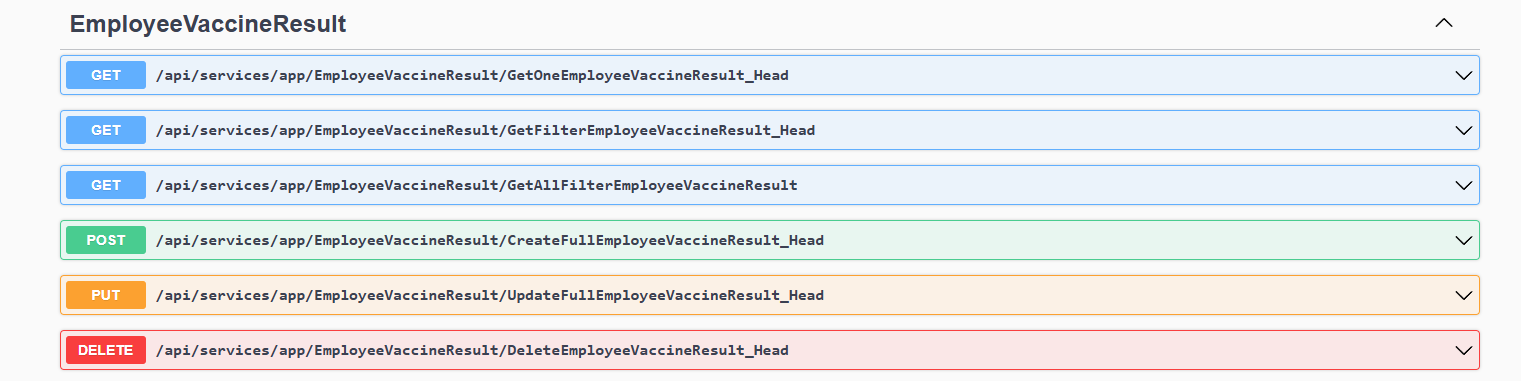 EmployeeVaccineResult
GET /api/services/app/EmployeeVaccineResult/GetOneEmployeeVaccineResult_Head
GET /api/services/app/EmployeeVaccineResult/GetFilterEmployeeVaccineResult_Head
GET /api/services/app/EmployeeVaccineResult/GetAllFilterEmployeeVaccineResult
POST /api/services/app/EmployeeVaccineResult/CreateFullEmployeeVaccineResult_Head
PUT /api/services/app/EmployeeVaccineResult/UpdateFullEmployeeVaccineResult_Head
DELETE /api/services/app/EmployeeVaccineResult/DeleteEmployeeVaccineResult_Head